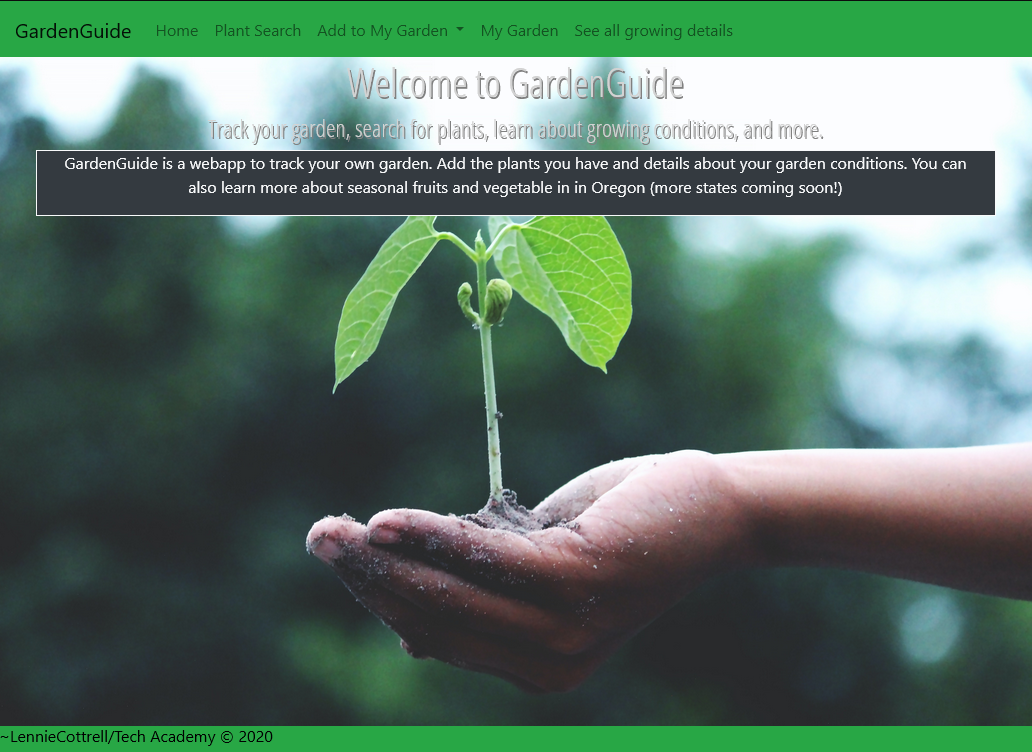 GardenGuide Home Plant Search Add to My Garden My Garden See all growing details
Welcome to GardenGuide
Track your garden, search for plants, learn about growing conditions, and more.
GardenGuide is a webapp to track your own garden. Add the plants you have and details about your garden conditions. You can
also learn more about seasonal fruits and vegetable in in Oregon (more states coming soon!)
~LennieCottrell/Tech Academy © 2020